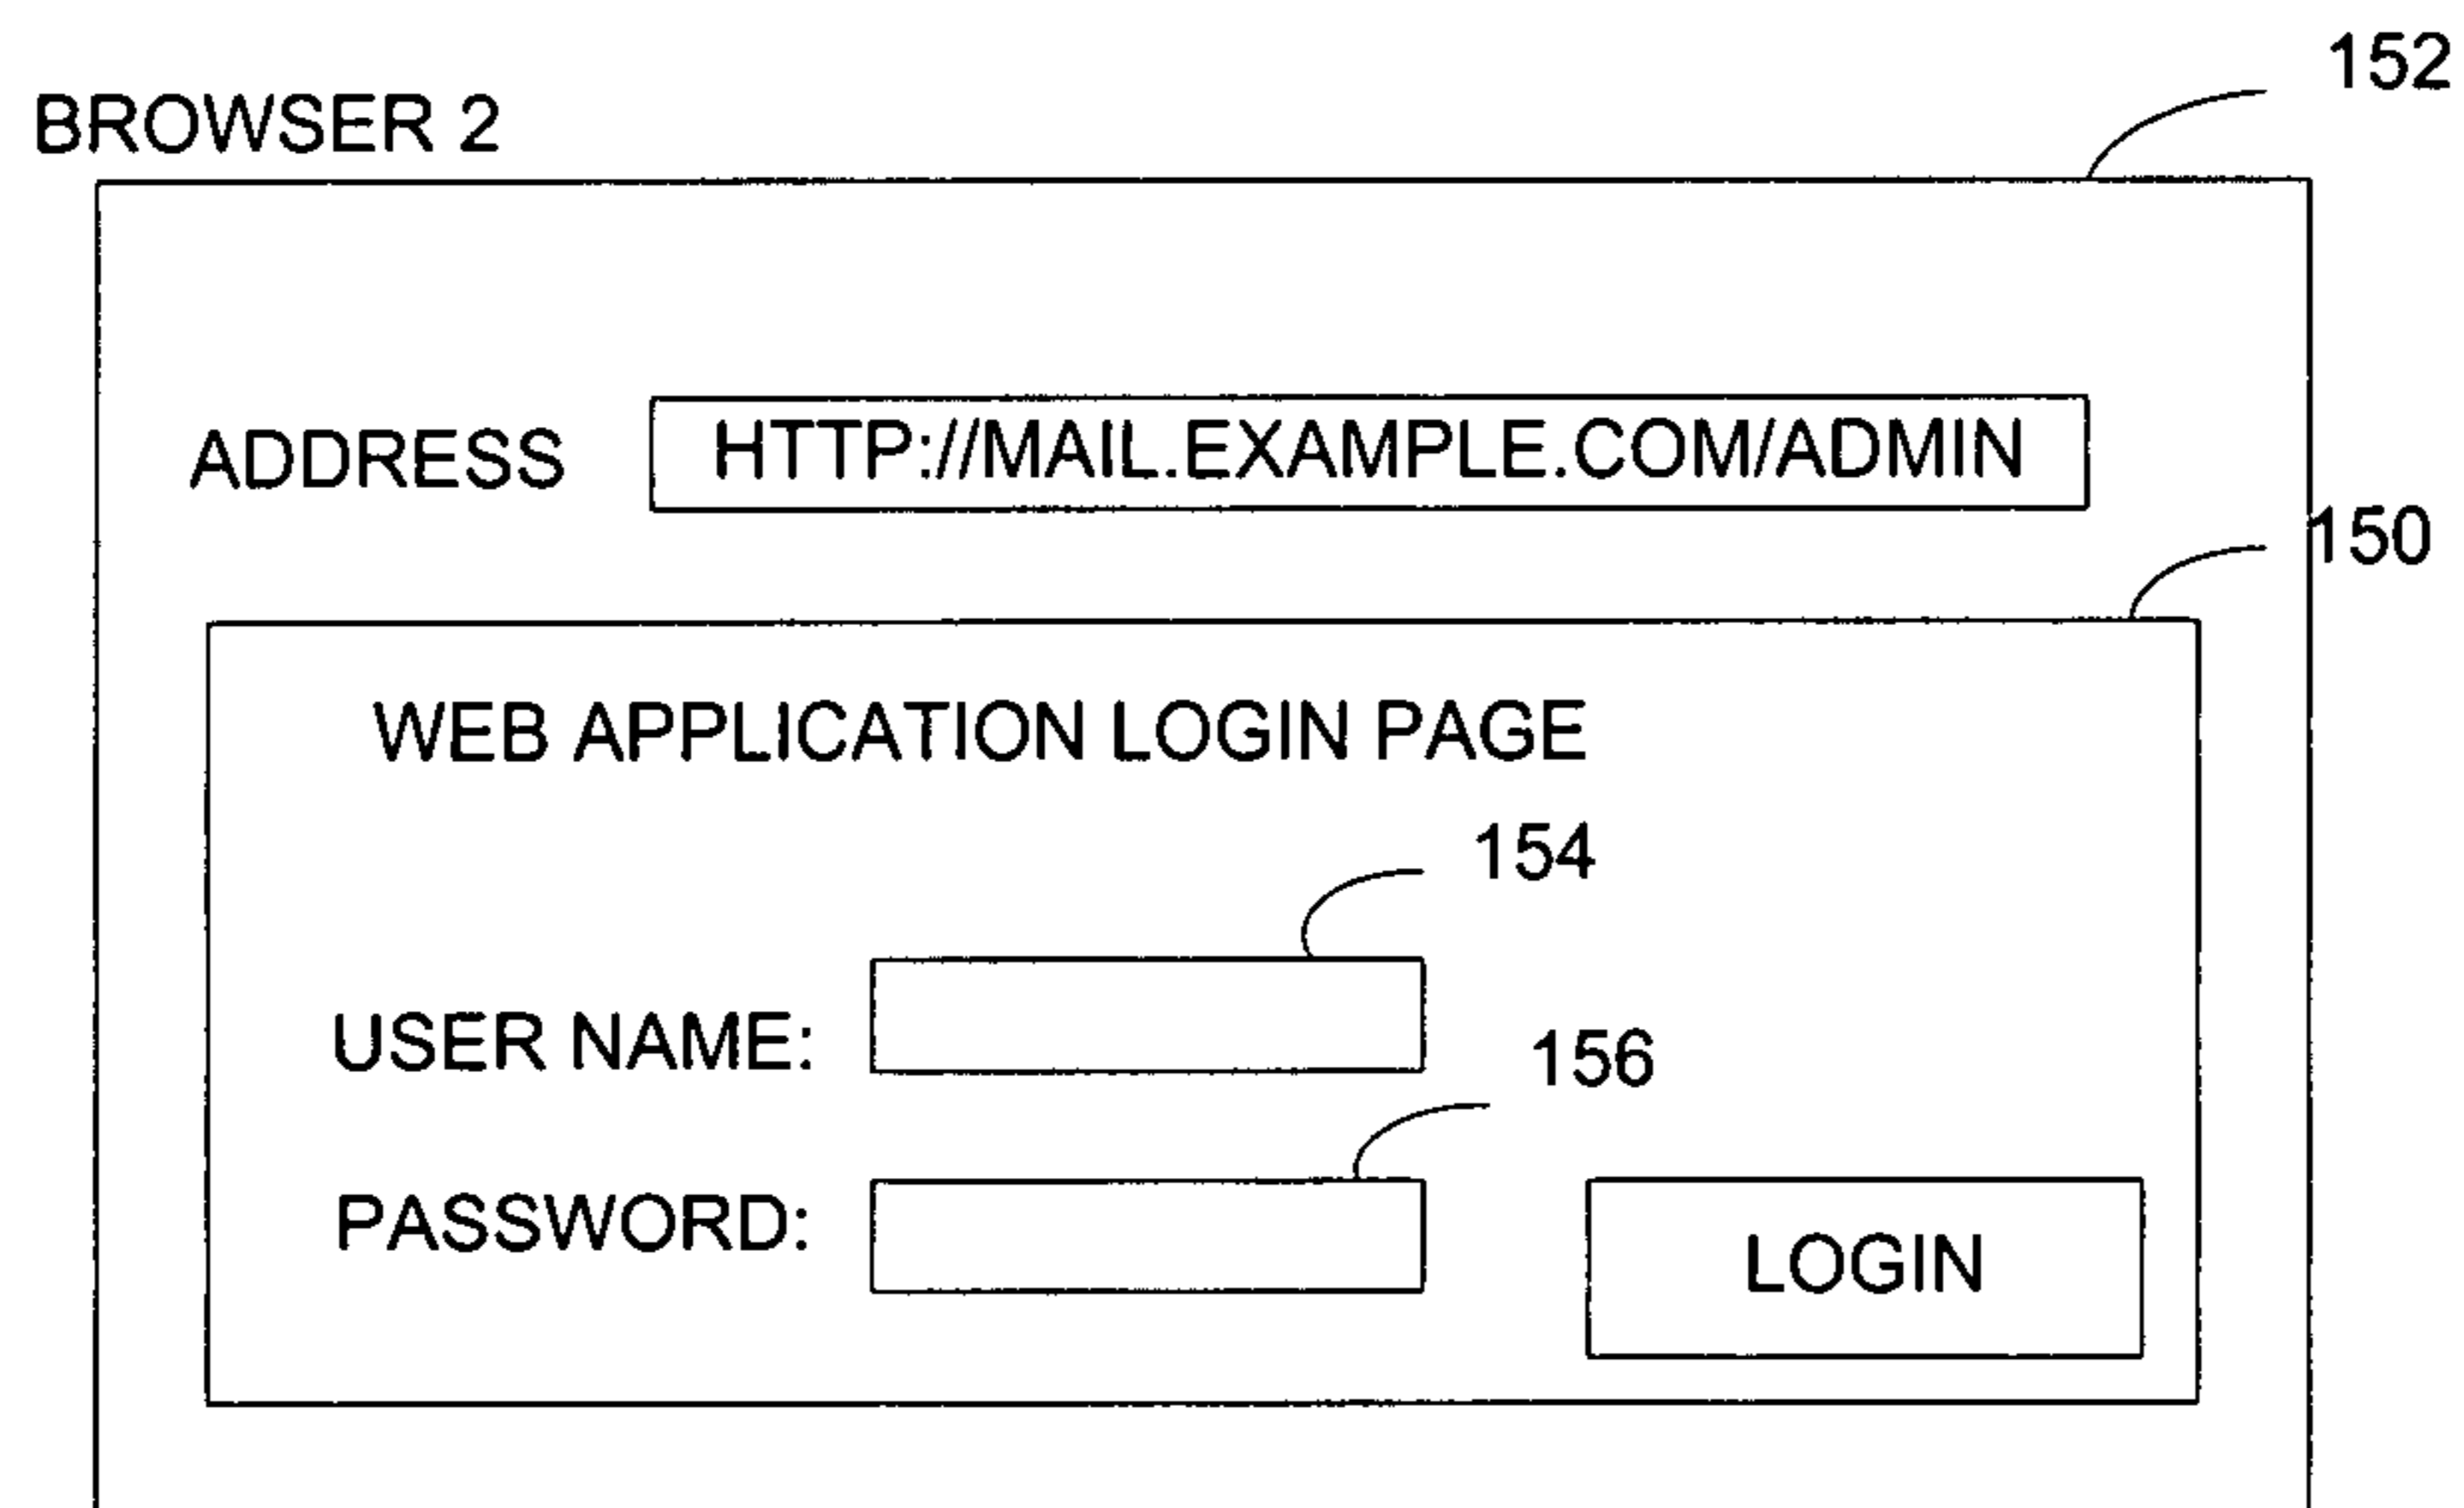 152
BROWSER 2
ADDRESS HTTP://MAIL.EXAMPLE.COM/ADMIN
150
WEB APPLICATION LOGIN PAGE
154
USER NAME:
156
PASSWORD:
LOGIN